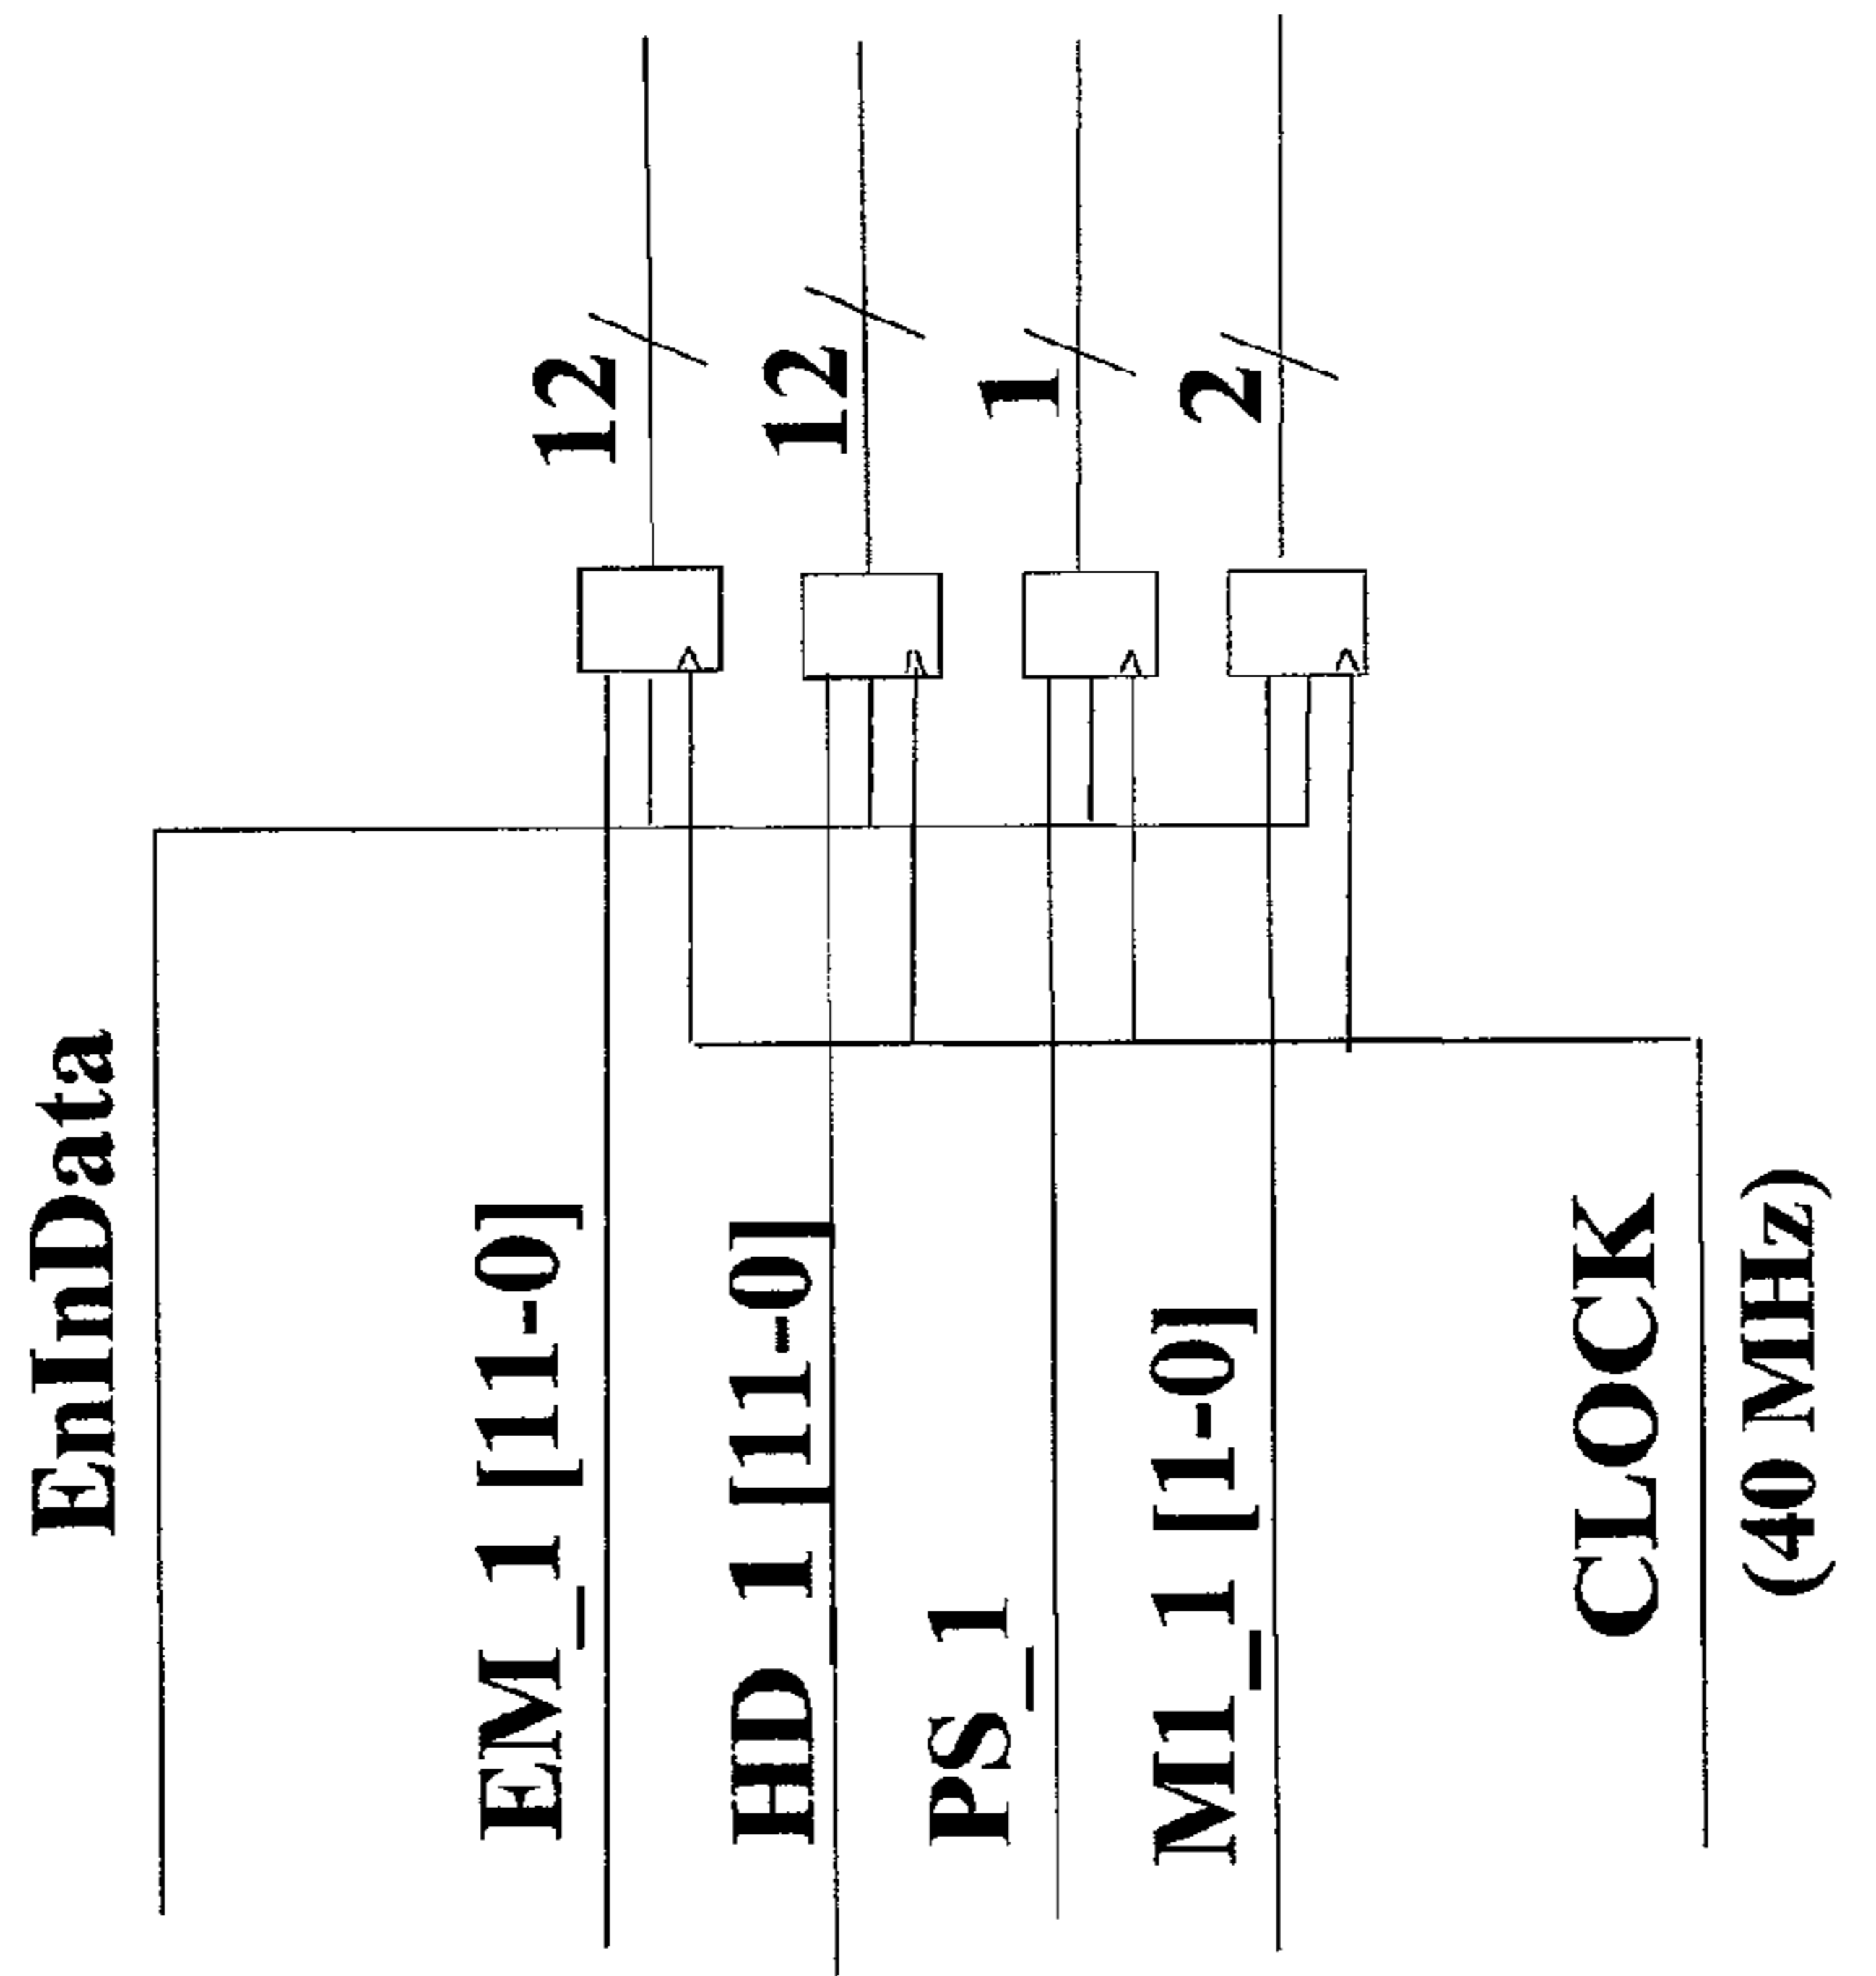 EnInData
EM_1 [11-0]
12
HD_1 [11-0]
12
PS_1
1
M1_1 [1-0]
2
CLOCK
(40 MHz)